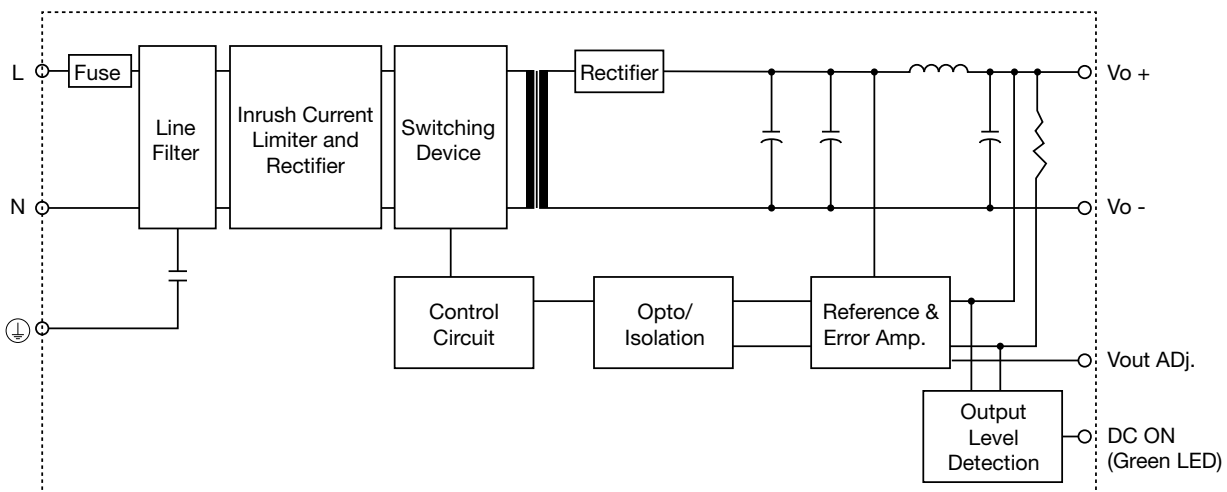 L
Fuse
Rectifier
Vo +
Line
Filter
Inrush Current
Limiter and
Rectifier
Switching
Device
N
Vo -
Control
Circuit
Opto/
Isolation
Reference &
Error Amp.
Vout ADj.
Output
Level
Detection
DC ON
(Green LED)